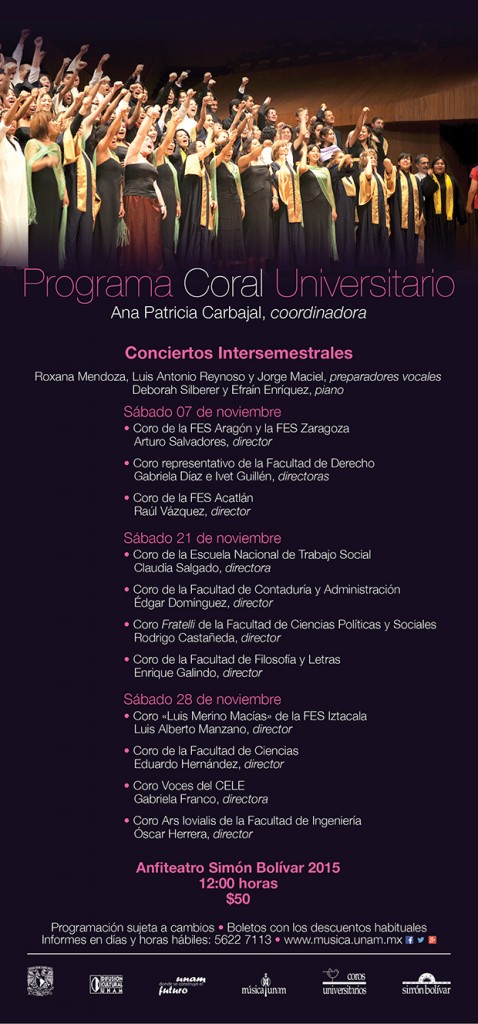 Programa Coral Universitario
Ana Patricia Carbajal, coordinadora
Conciertos Intersemestrales
Roxana Mendoza, Luis Antonio Reynoso y Jorge Maciel, preparadores vocales
Deborah Silberer y Efraín Enríquez, piano
Sábado 07 de noviembre
• Coro de la FES Aragón y la FES Zaragoza
Arturo Salvadores, director
• Coro representativo de la Facultad de Derecho
Gabriela Díaz e Ivet Guillén, directoras
• Coro de la FES Acatlán
Raúl Vázquez, director
Sábado 21 de noviembre
• Coro de la Escuela Nacional de Trabajo Social
Claudia Salgado, directora
• Coro de la Facultad de Contaduría y Administración
Édgar Domínguez, director
• Coro Fratelli de la Facultad de Ciencias Políticas y Sociales
Rodrigo Castañeda, director
• Coro de la Facultad de Filosofía y Letras
Enrique Galindo, director
Sábado 28 de noviembre
• Coro «Luis Merino Macías» de la FES Iztacala
Luis Alberto Manzano, director
• Coro de la Facultad de Ciencias
Eduardo Hernández, director
• Coro Voces del CELE
Gabriela Franco, directora
• Coro Ars Iovialis de la Facultad de Ingeniería
Óscar Herrera, director
Anfiteatro Simón Bolívar 2015
12:00 horas
$50
Programación sujeta a cambios • Boletos con los descuentos habituales
Informes en días y horas hábiles: 5622 7113 • www.musica.unam.mx
DIFUSIÓN
CULTURAL
UNAM
unam
donde se construye el
futuro
música unam
coros
universitarios
simón bolívar